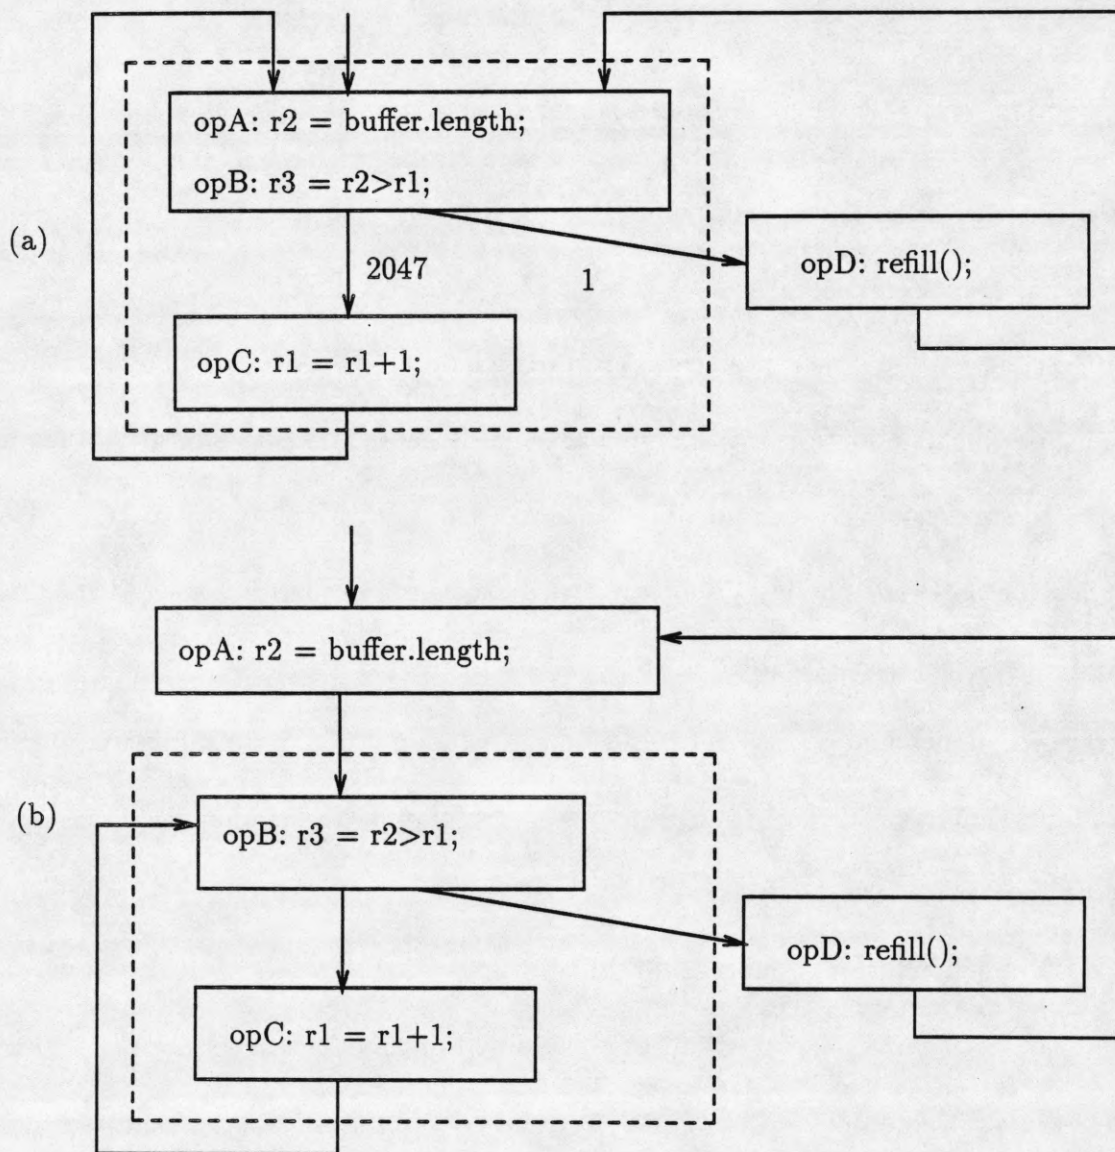 opA: r2 = buffer.length;
opB: r3 = r2>r1;
(a)
2047
1
opD: refill();
opC: r1 = r1+1;
opA: r2 = buffer.length;
(b)
opB: r3 = r2>r1;
opD: refill();
opC: r1 = r1+1;